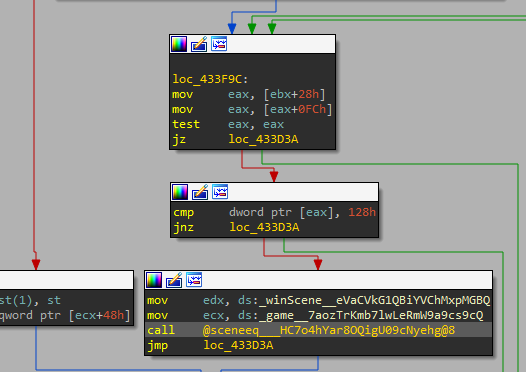 loc_433F9C:
mov eax, [ebx+28h]
mov eax, [eax+0FCh]
test eax, eax
jz loc_433D3A
cmp dword ptr [eax], 128h
jnz loc_433D3A
st(1), st
qword ptr [ecx+48h]
mov edx, ds:_winScene__eVaCVkG1QBiYVChMxpMGBQ
mov ecx, ds:_game__7aozTrKmb7lwLeRmW9a9cs9cQ
call @sceneeq___HC7o4hYar8OQigU09cNyehg@8
jmp loc_433D3A